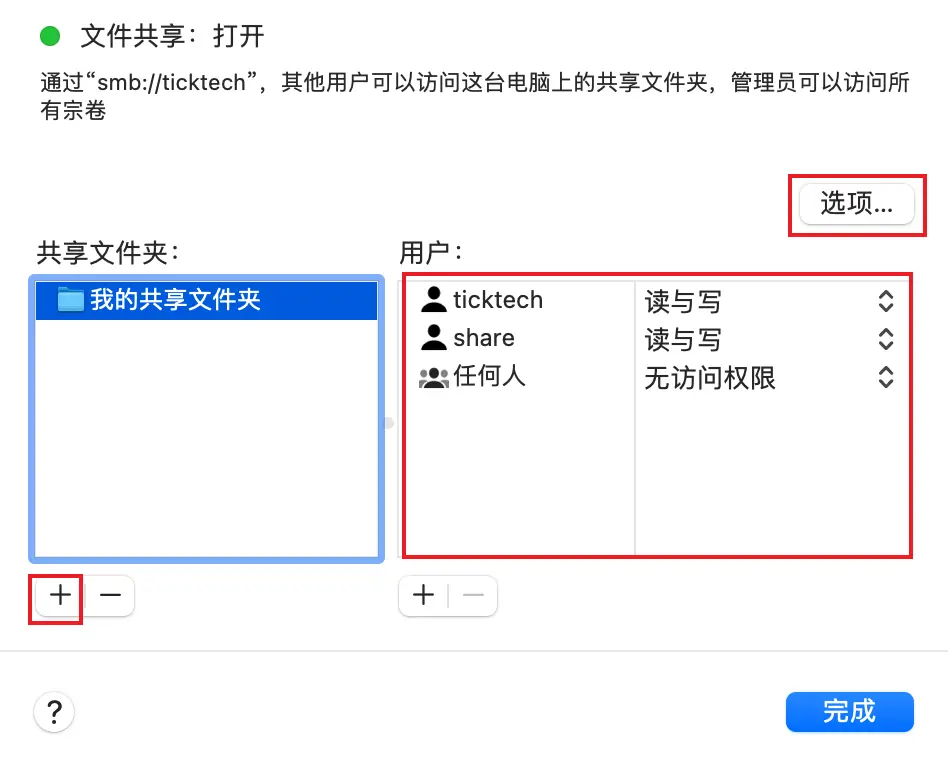 文件共享：打开
通过“smb://ticktech”，其他用户可以访问这台电脑上的共享文件夹，管理员可以访问所
有宗卷
选项...
共享文件夹：
用户：
我的共享文件夹
ticktech 读与写
share 读与写
任何人 无访问权限
+ — + —
? 完成